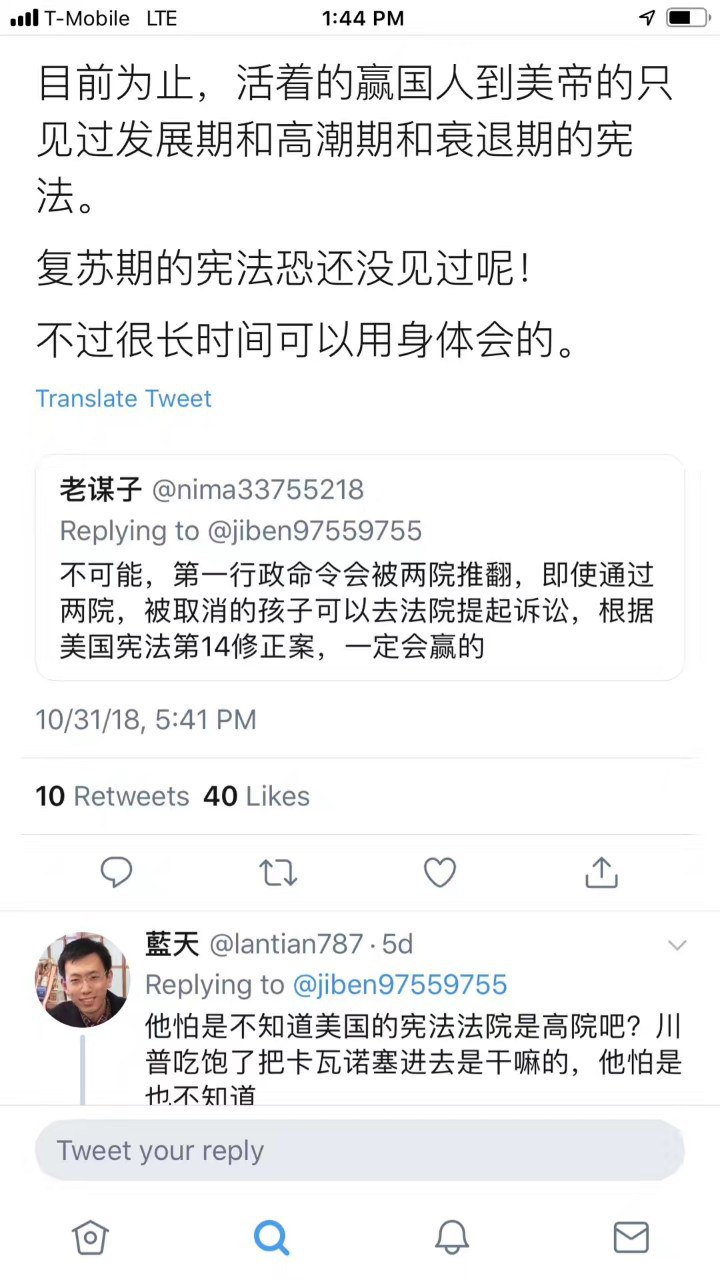 T-Mobile LTE 1:44 PM
目前为止，活着的赢国人到美帝的只
见过发展期和高潮期和衰退期的宪
法。
复苏期的宪法恐还没见过呢！
不过很长时间可以用身体会的。
Translate Tweet
老谋子 @nima33755218
Replying to @jiben97559755
不可能，第一行政命令会被两院推翻，即使通过
两院，被取消的孩子可以去法院提起诉讼，根据
美国宪法第14修正案，一定会赢的
10/31/18, 5:41 PM
10 Retweets 40 Likes
藍天 @lantian787 · 5d
Replying to @jiben97559755
他怕是不知道美国的宪法法院是高院吧？川
普吃饱了把卡瓦诺塞进去是干嘛的，他怕是
也不知道
Tweet your reply